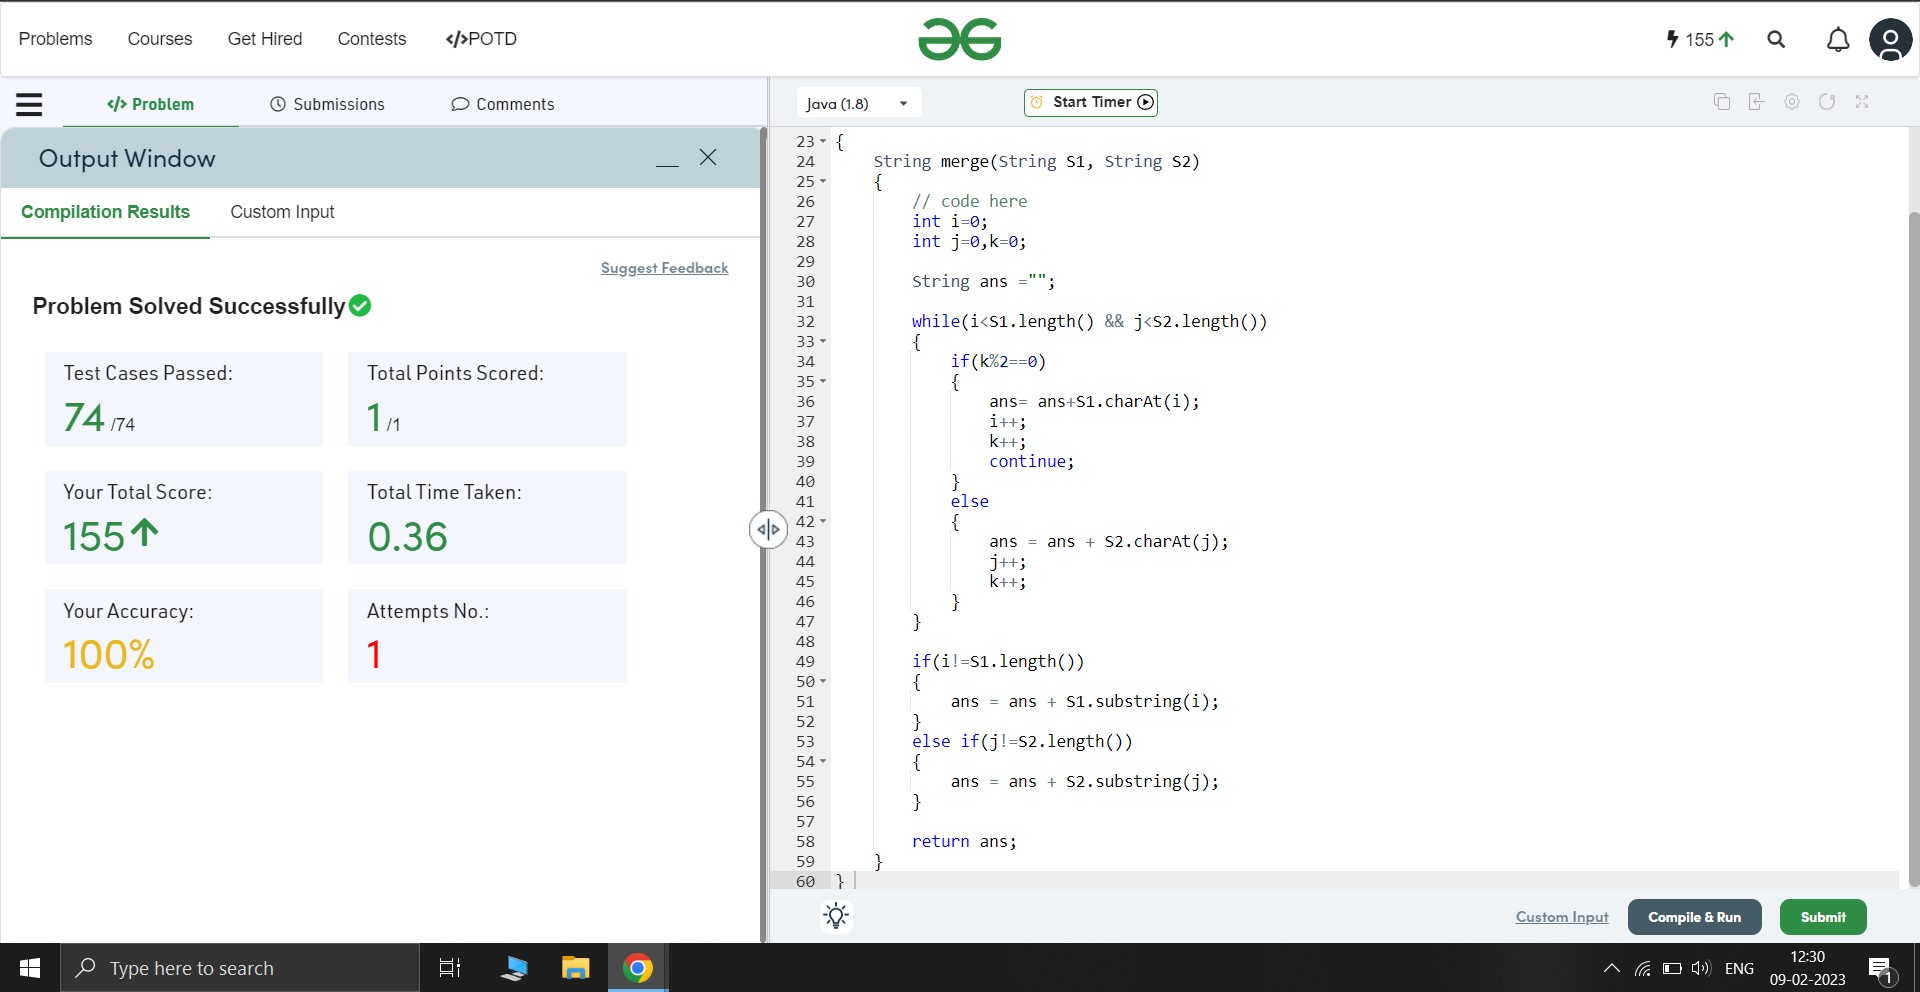 Problems Courses Get Hired Contests </>POTD 155
</> Problem Submissions Comments
Java (1.8) Start Timer
Output Window
Compilation Results Custom Input
Suggest Feedback
Problem Solved Successfully
Test Cases Passed: Total Points Scored:
74 /74 1 /1
Your Total Score: Total Time Taken:
155 0.36
Your Accuracy: Attempts No.:
100% 1
23 {
24 String merge(String S1, String S2)
25 {
26 // code here
27 int i=0;
28 int j=0,k=0;
29
30 String ans ="";
31
32 while(i<S1.length() && j<S2.length())
33 {
34 if(k%2==0)
35 {
36 ans= ans+S1.charAt(i);
37 i++;
38 k++;
39 continue;
40 }
41 else
42 {
43 ans = ans + S2.charAt(j);
44 j++;
45 k++;
46 }
47 }
48
49 if(i!=S1.length())
50 {
51 ans = ans + S1.substring(i);
52 }
53 else if(j!=S2.length())
54 {
55 ans = ans + S2.substring(j);
56 }
57
58 return ans;
59 }
60 }
Custom Input Compile & Run Submit
Type here to search
ENG
12:30
09-02-2023
1